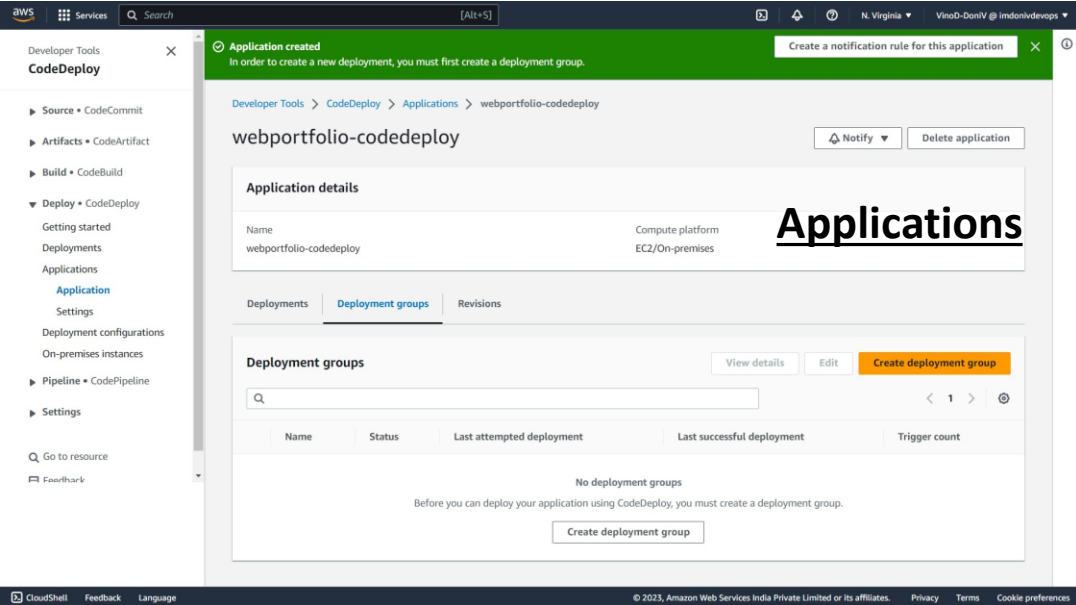 aws
Services
Search
[Alt+S]
N. Virginia ▼
VinoD-DoniV @ imdonivdevops ▼
Developer Tools
CodeDeploy
Source • CodeCommit
Artifacts • CodeArtifact
Build • CodeBuild
Deploy • CodeDeploy
Getting started
Deployments
Applications
Application
Settings
Deployment configurations
On-premises instances
Pipeline • CodePipeline
Settings
Go to resource
Feedback
Application created
In order to create a new deployment, you must first create a deployment group.
Create a notification rule for this application
Developer Tools > CodeDeploy > Applications > webportfolio-codedeploy
webportfolio-codedeploy
Notify ▼
Delete application
Application details
Name
webportfolio-codedeploy
Compute platform
EC2/On-premises
Applications
Deployments
Deployment groups
Revisions
Deployment groups
View details
Edit
Create deployment group
1
Name
Status
Last attempted deployment
Last successful deployment
Trigger count
No deployment groups
Before you can deploy your application using CodeDeploy, you must create a deployment group.
Create deployment group
CloudShell
Feedback
Language
© 2023, Amazon Web Services India Private Limited or its affiliates.
Privacy
Terms
Cookie preferences